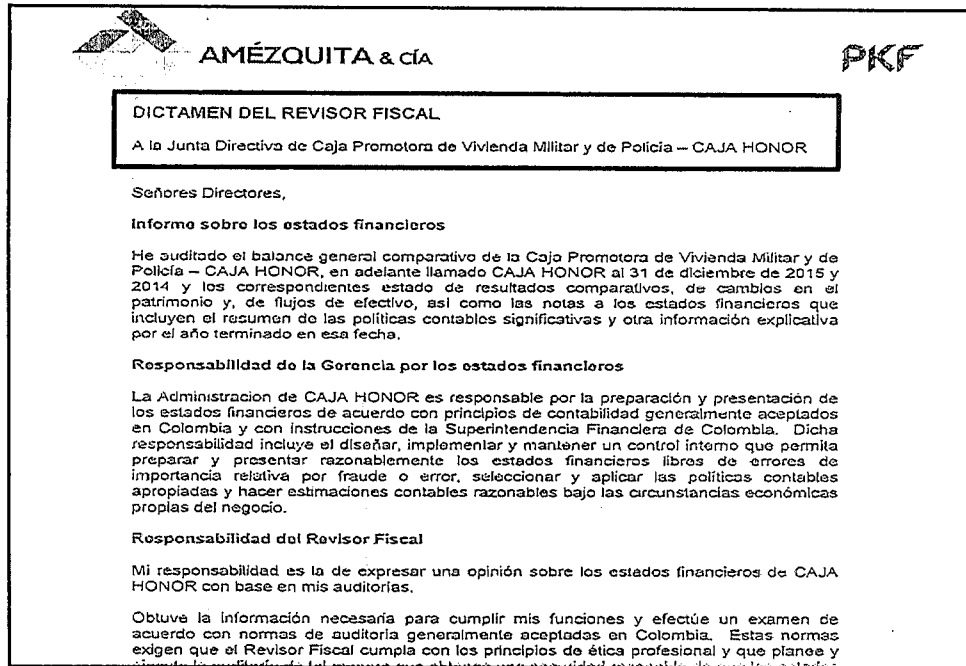 AMÉZQUITA & CÍA
PKF
DICTAMEN DEL REVISOR FISCAL
A la Junta Directiva de Caja Promotora de Vivienda Militar y de Policía – CAJA HONOR
Señores Directores,
Informe sobre los estados financieros
He auditado el balance general comparativo de la Caja Promotora de Vivienda Militar y de
Policía – CAJA HONOR, en adelante llamado CAJA HONOR al 31 de diciembre de 2015 y
2014 y los correspondientes estado de resultados comparativos, de cambios en el
patrimonio y, de flujos de efectivo, así como las notas a los estados financieros que
incluyen el resumen de las políticas contables significativas y otra información explicativa
por el año terminado en esa fecha.
Responsabilidad de la Gerencia por los estados financieros
La Administracion de CAJA HONOR es responsable por la preparación y presentación de
los estados financieros de acuerdo con principios de contabilidad generalmente aceptados
en Colombia y con instrucciones de la Superintendencia Financiera de Colombia. Dicha
responsabilidad incluye el diseñar, implementar y mantener un control interno que permita
preparar y presentar razonablemente los estados financieros libres de errores de
importancia relativa por fraude o error, seleccionar y aplicar las políticas contables
apropiadas y hacer estimaciones contables razonables bajo las circunstancias económicas
propias del negocio.
Responsabilidad del Revisor Fiscal
Mi responsabilidad es la de expresar una opinión sobre los estados financieros de CAJA
HONOR con base en mis auditorías.
Obtuve la información necesaria para cumplir mis funciones y efectúe un examen de
acuerdo con normas de auditoría generalmente aceptadas en Colombia. Estas normas
exigen que el Revisor Fiscal cumpla con los principios de ética profesional y que planee y